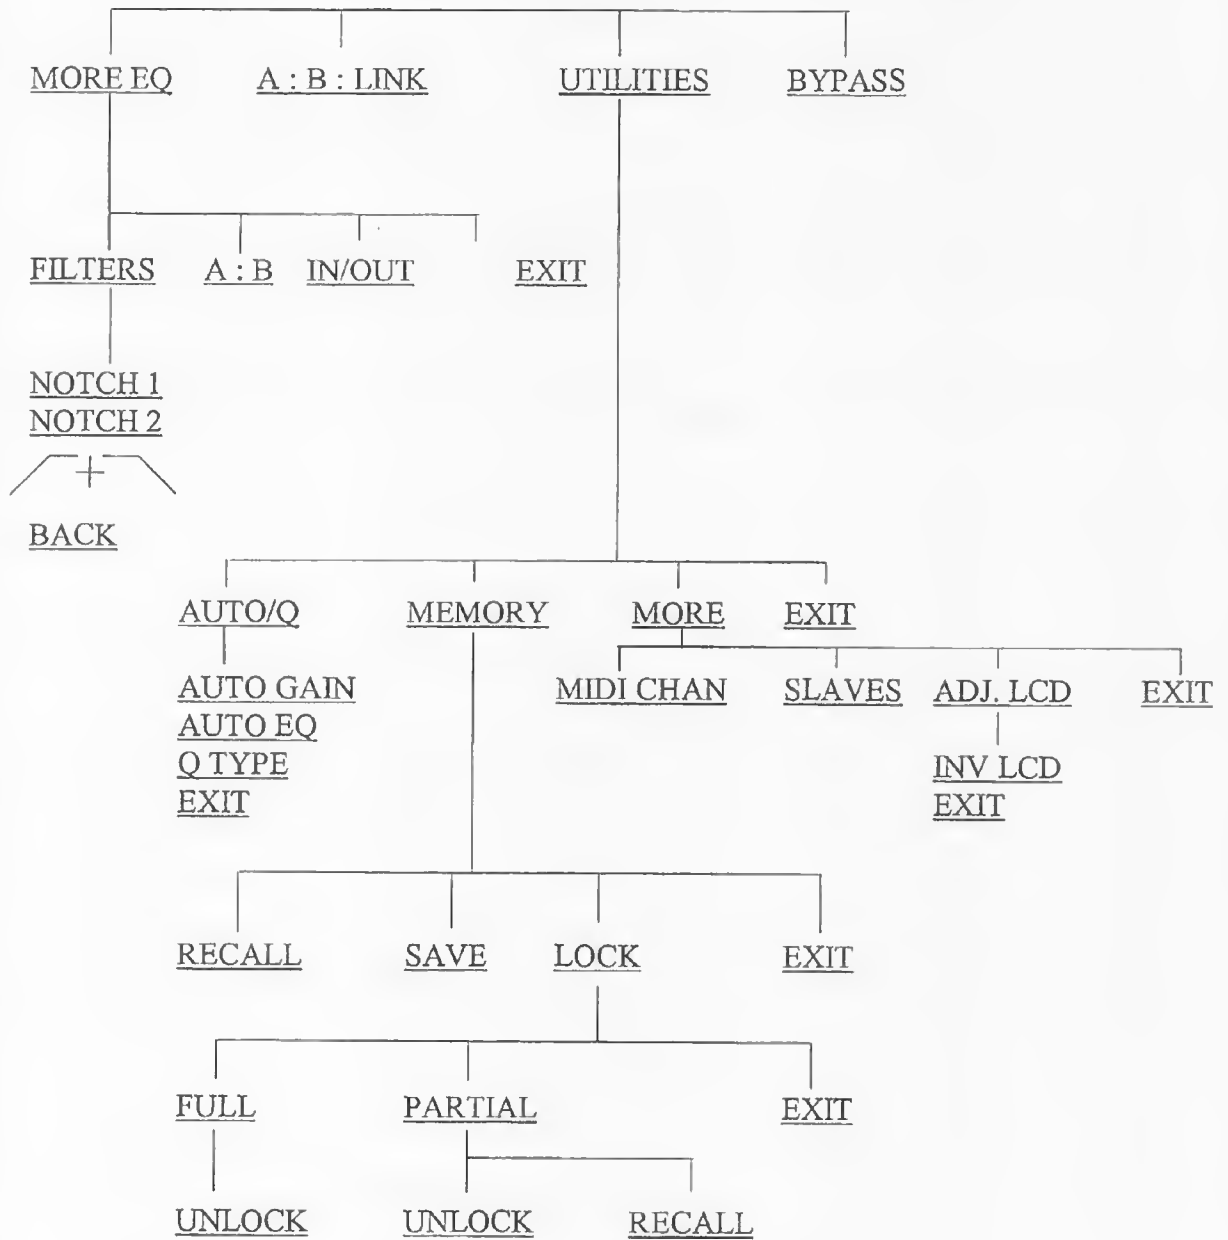 MORE EQ A : B : LINK UTILITIES BYPASS
FILTERS A : B IN/OUT EXIT
NOTCH 1
NOTCH 2
BACK
AUTO/Q MEMORY MORE EXIT
AUTO GAIN MIDI CHAN SLAVES ADJ. LCD EXIT
AUTO EQ
Q TYPE INV LCD
EXIT EXIT
RECALL SAVE LOCK EXIT
FULL PARTIAL EXIT
UNLOCK UNLOCK RECALL